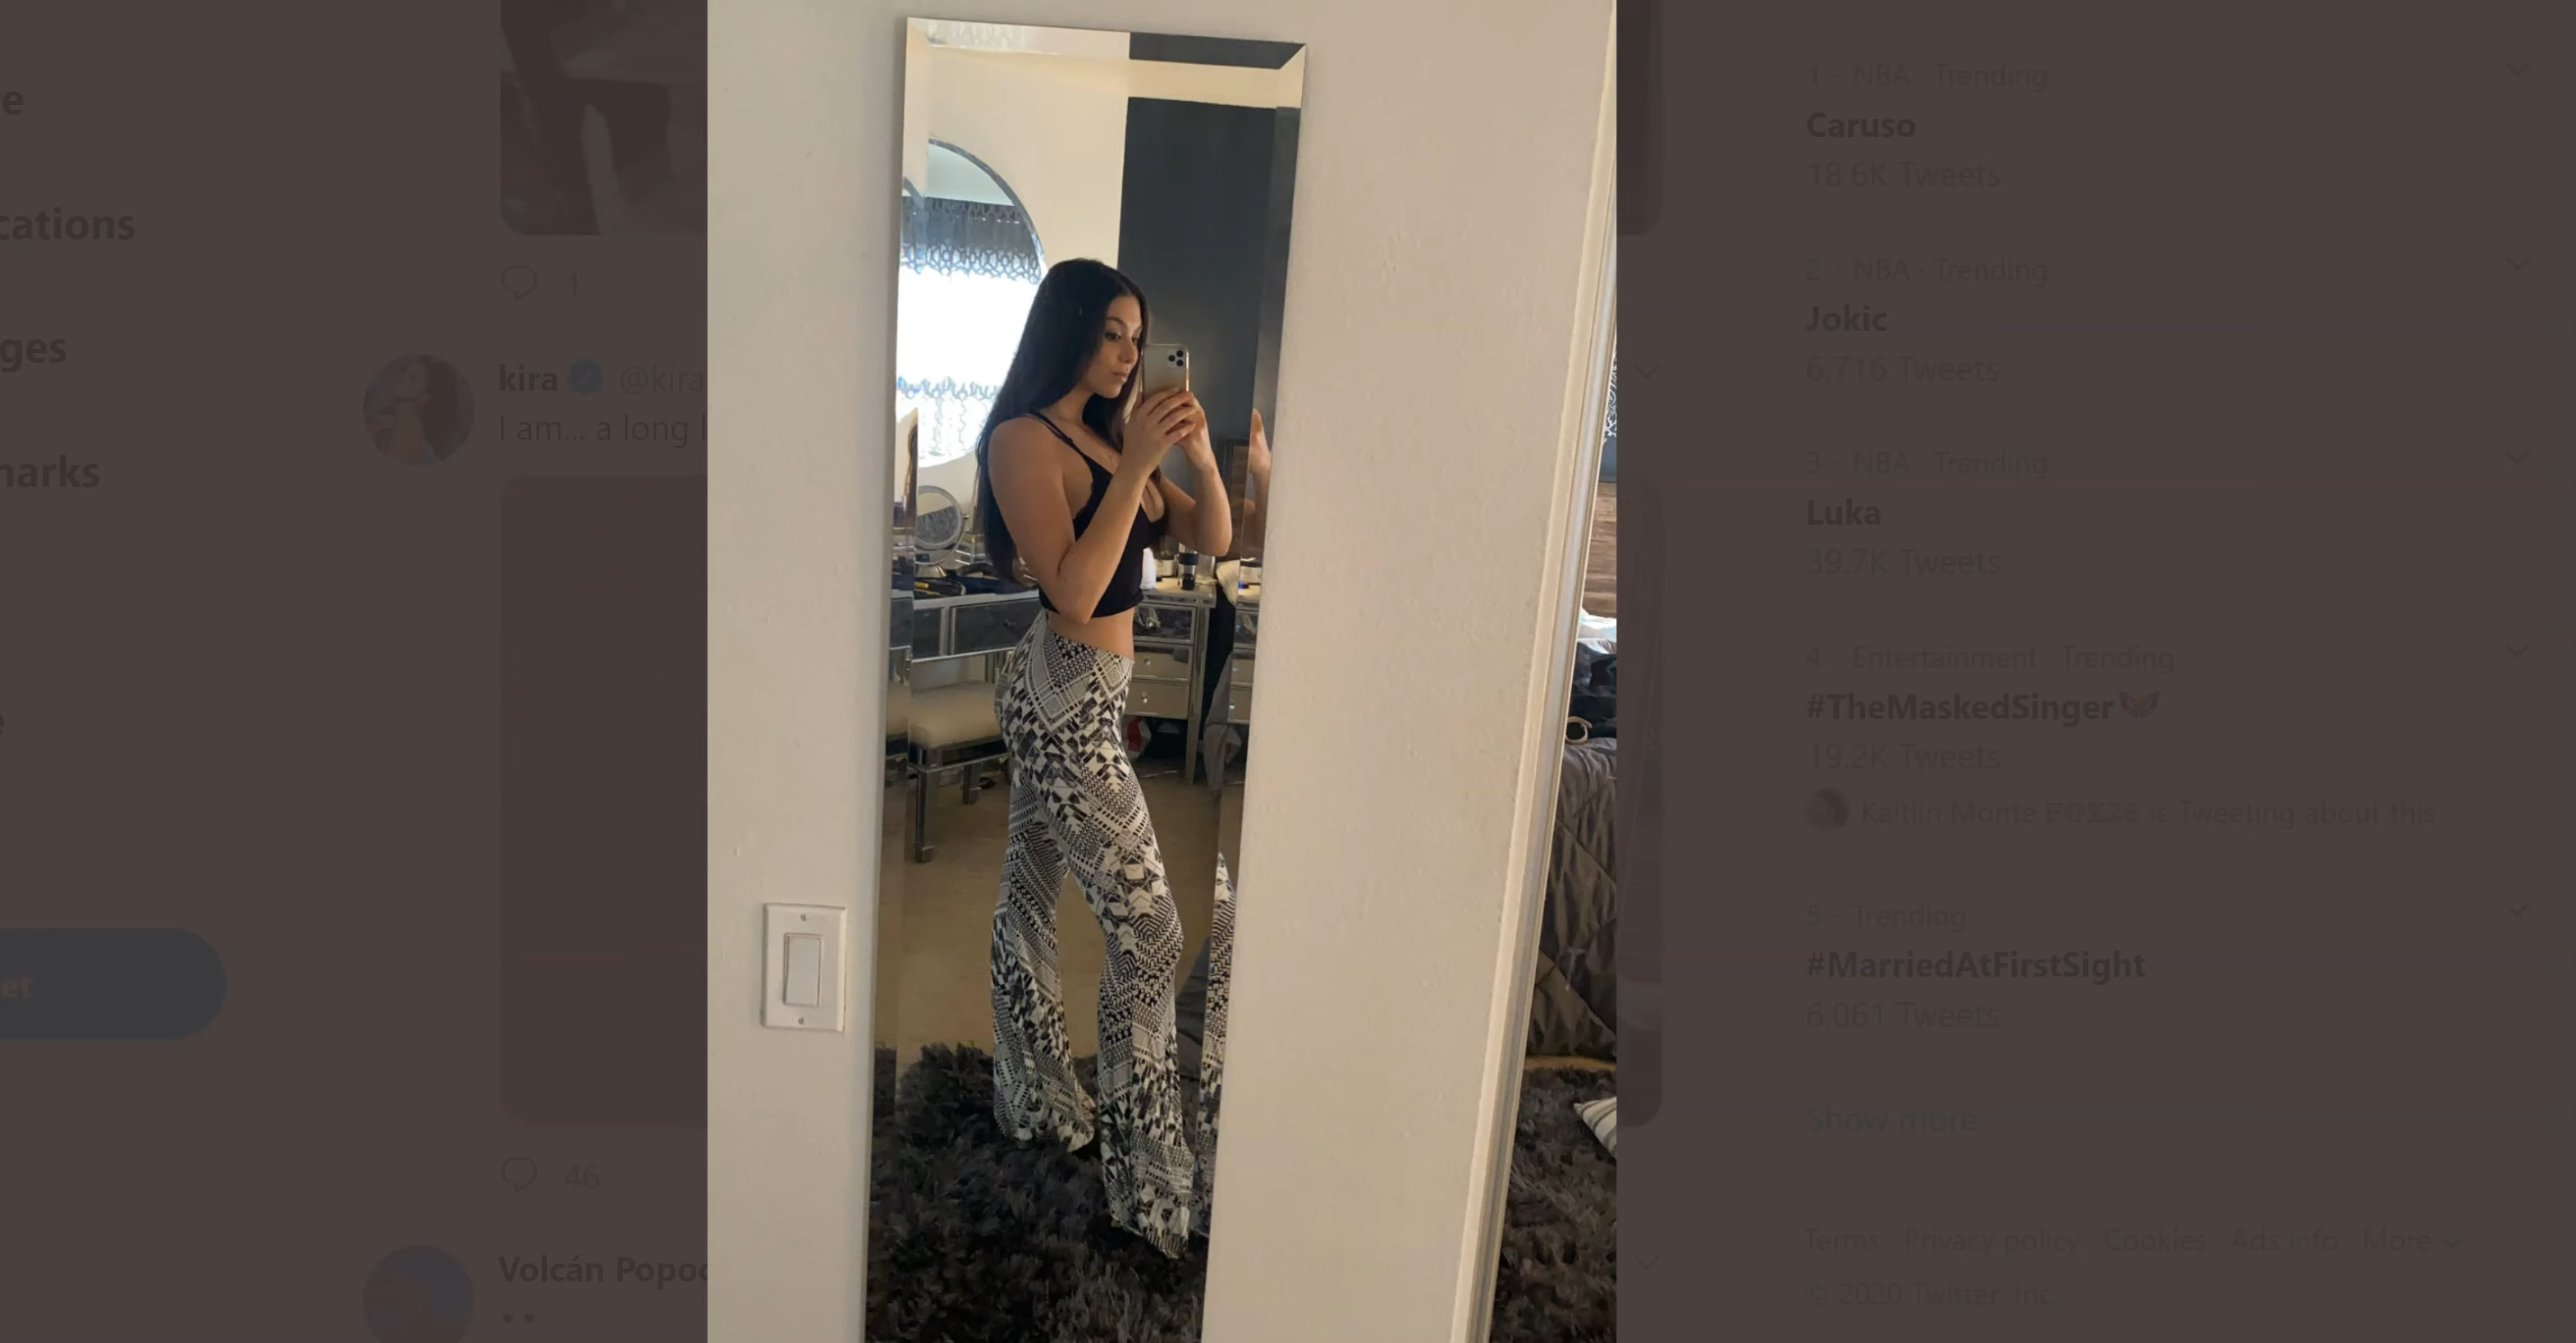 e
cations
ges
narks
e
et
1
kira @kira
I am... a long
46
Volcán Popo
1 · NBA · Trending
Caruso
18.6K Tweets
2 · NBA · Trending
Jokic
6,716 Tweets
3 · NBA · Trending
Luka
39.7K Tweets
4 · Entertainment · Trending
#TheMaskedSinger
19.2K Tweets
Kaitlin Monte FOX26 is Tweeting about this
5 · Trending
#MarriedAtFirstSight
6,061 Tweets
Show more
Terms Privacy policy Cookies Ads info More
© 2020 Twitter, Inc.